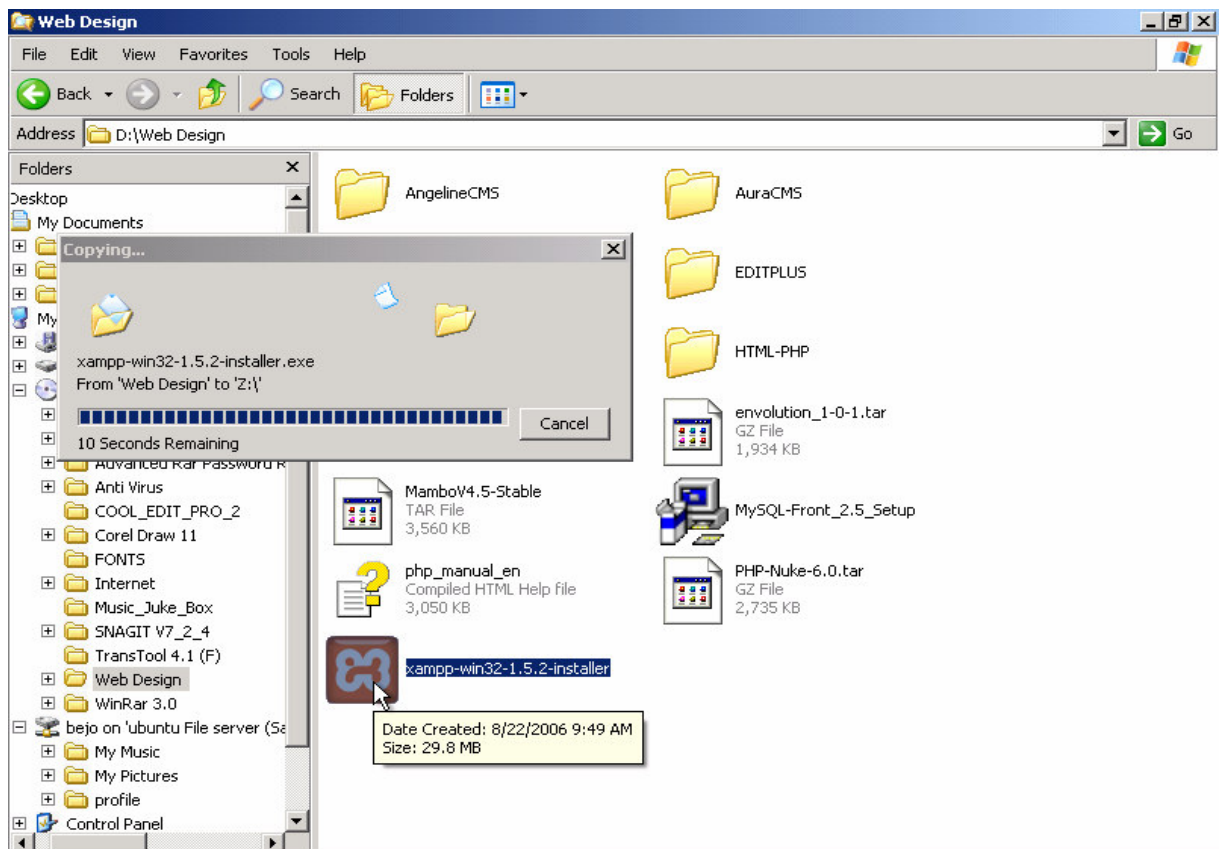 Web Design
File Edit View Favorites Tools Help
Back Search Folders
Address D:\Web Design Go
Folders
Desktop
My Documents
My
Advanced Rar Password R
Anti Virus
COOL_EDIT_PRO_2
Corel Draw 11
FONTS
Internet
Music_Juke_Box
SNAGIT V7_2_4
TransTool 4.1 (F)
Web Design
WinRar 3.0
bejo on 'ubuntu File server (Sa
My Music
My Pictures
profile
Control Panel
Copying...
xampp-win32-1.5.2-installer.exe
From 'Web Design' to 'Z:\'
Cancel
10 Seconds Remaining
AngelineCMS
AuraCMS
EDITPLUS
HTML-PHP
envolution_1-0-1.tar
GZ File
1,934 KB
MamboV4.5-Stable
TAR File
3,560 KB
MySQL-Front_2.5_Setup
php_manual_en
Compiled HTML Help file
3,050 KB
PHP-Nuke-6.0.tar
GZ File
2,735 KB
xampp-win32-1.5.2-installer
Date Created: 8/22/2006 9:49 AM
Size: 29.8 MB